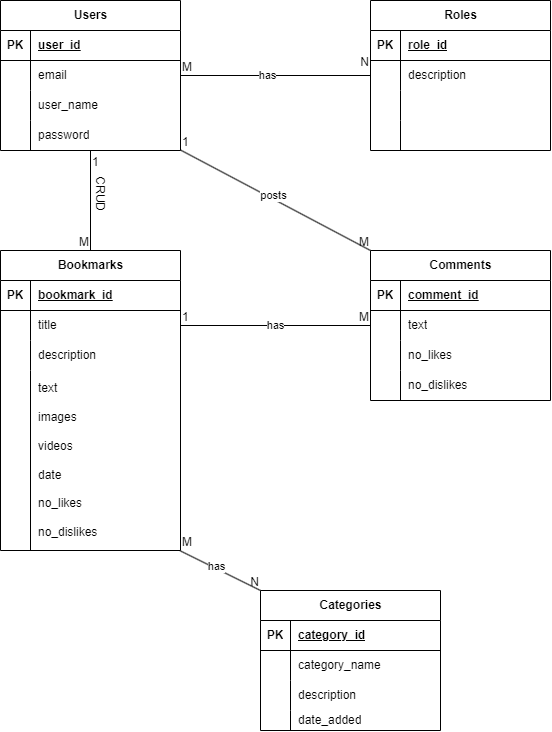 Users
PK user_id
email
user_name
password
Roles
PK role_id
description
M has N
1 posts M
1 CRUD M
Bookmarks
PK bookmark_id
title
description
text
images
videos
date
no_likes
no_dislikes
1 has M
Comments
PK comment_id
text
no_likes
no_dislikes
M has N
Categories
PK category_id
category_name
description
date_added